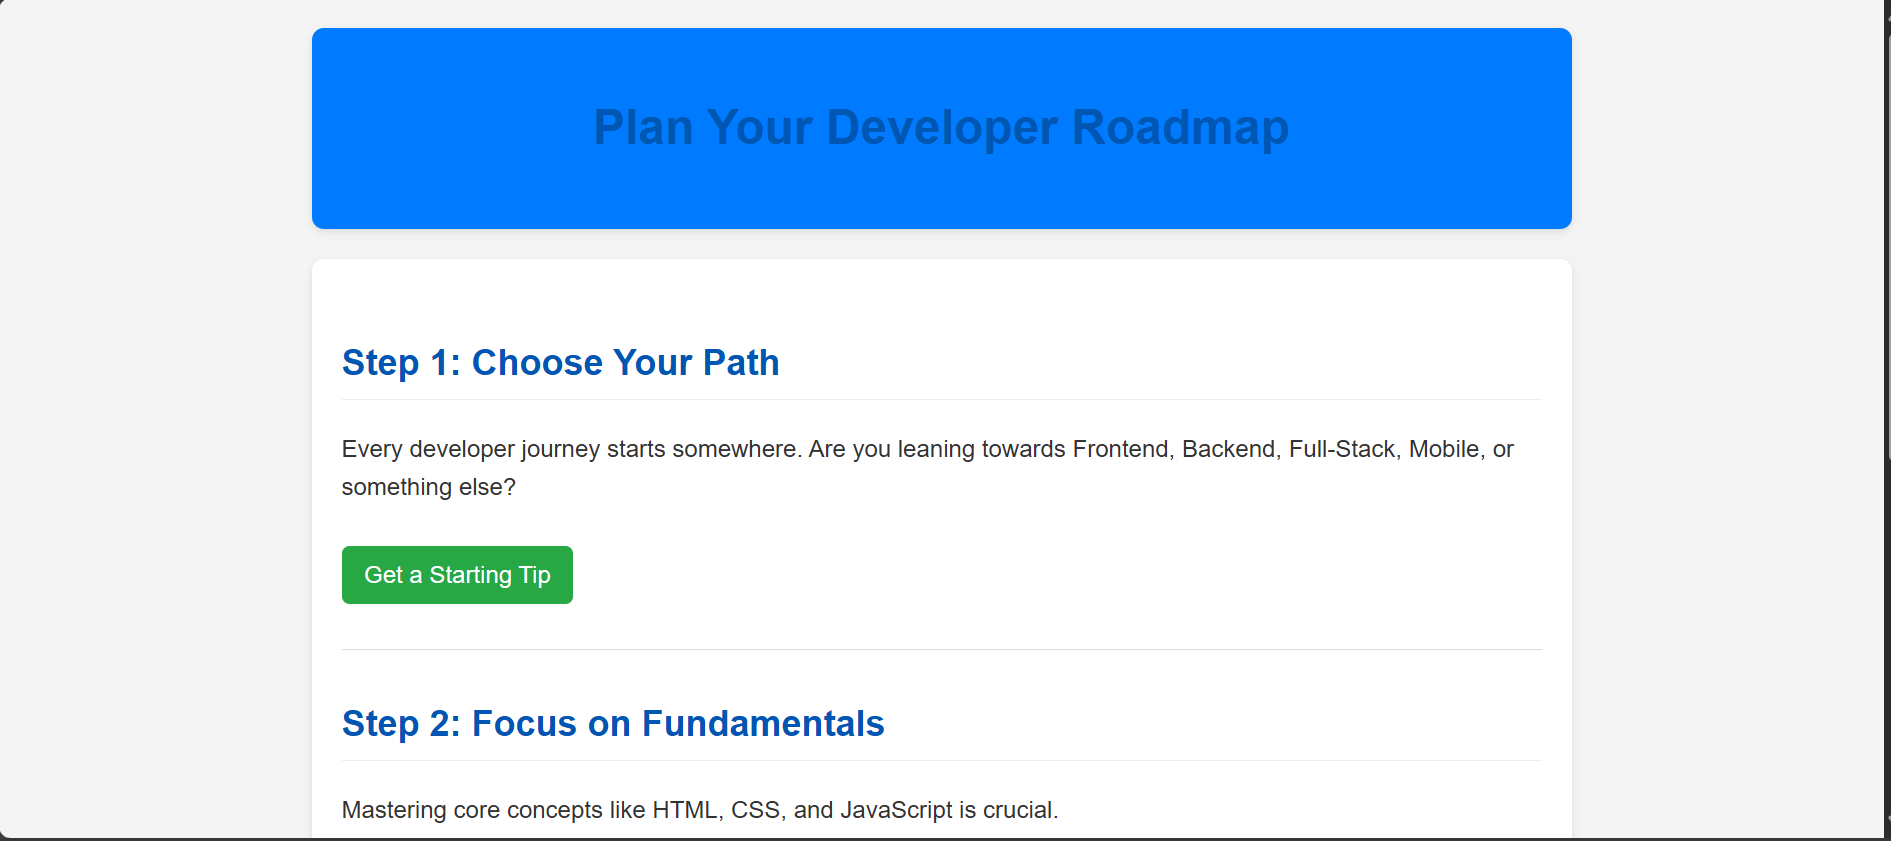 Plan Your Developer Roadmap
Step 1: Choose Your Path
Every developer journey starts somewhere. Are you leaning towards Frontend, Backend, Full-Stack, Mobile, or
something else?
Get a Starting Tip
Step 2: Focus on Fundamentals
Mastering core concepts like HTML, CSS, and JavaScript is crucial.